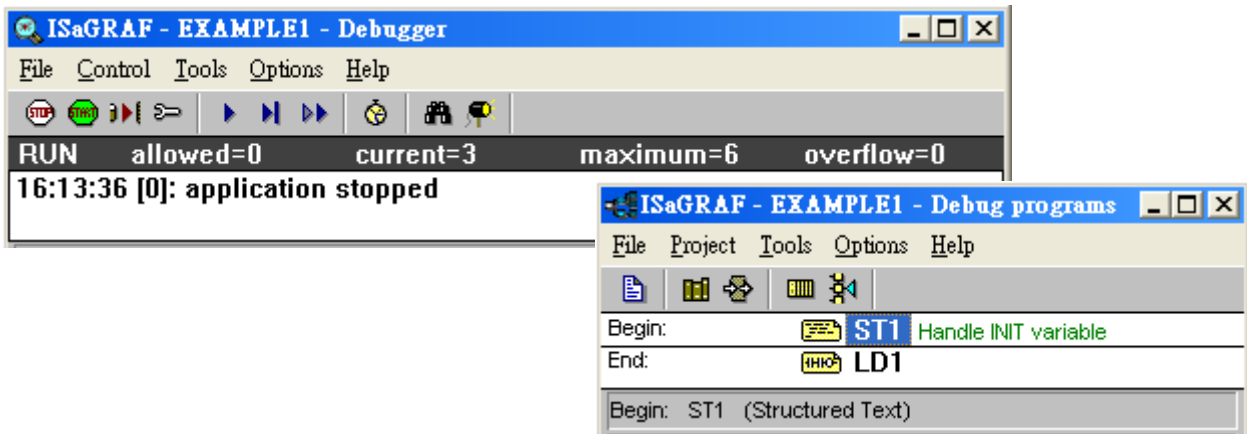 ISaGRAF - EXAMPLE1 - Debugger
File Control Tools Options Help
STOP START
RUN allowed=0 current=3 maximum=6 overflow=0
16:13:36 [0]: application stopped
ISaGRAF - EXAMPLE1 - Debug programs
File Project Tools Options Help
Begin: ST1 Handle INIT variable
End: LD1
Begin: ST1 (Structured Text)